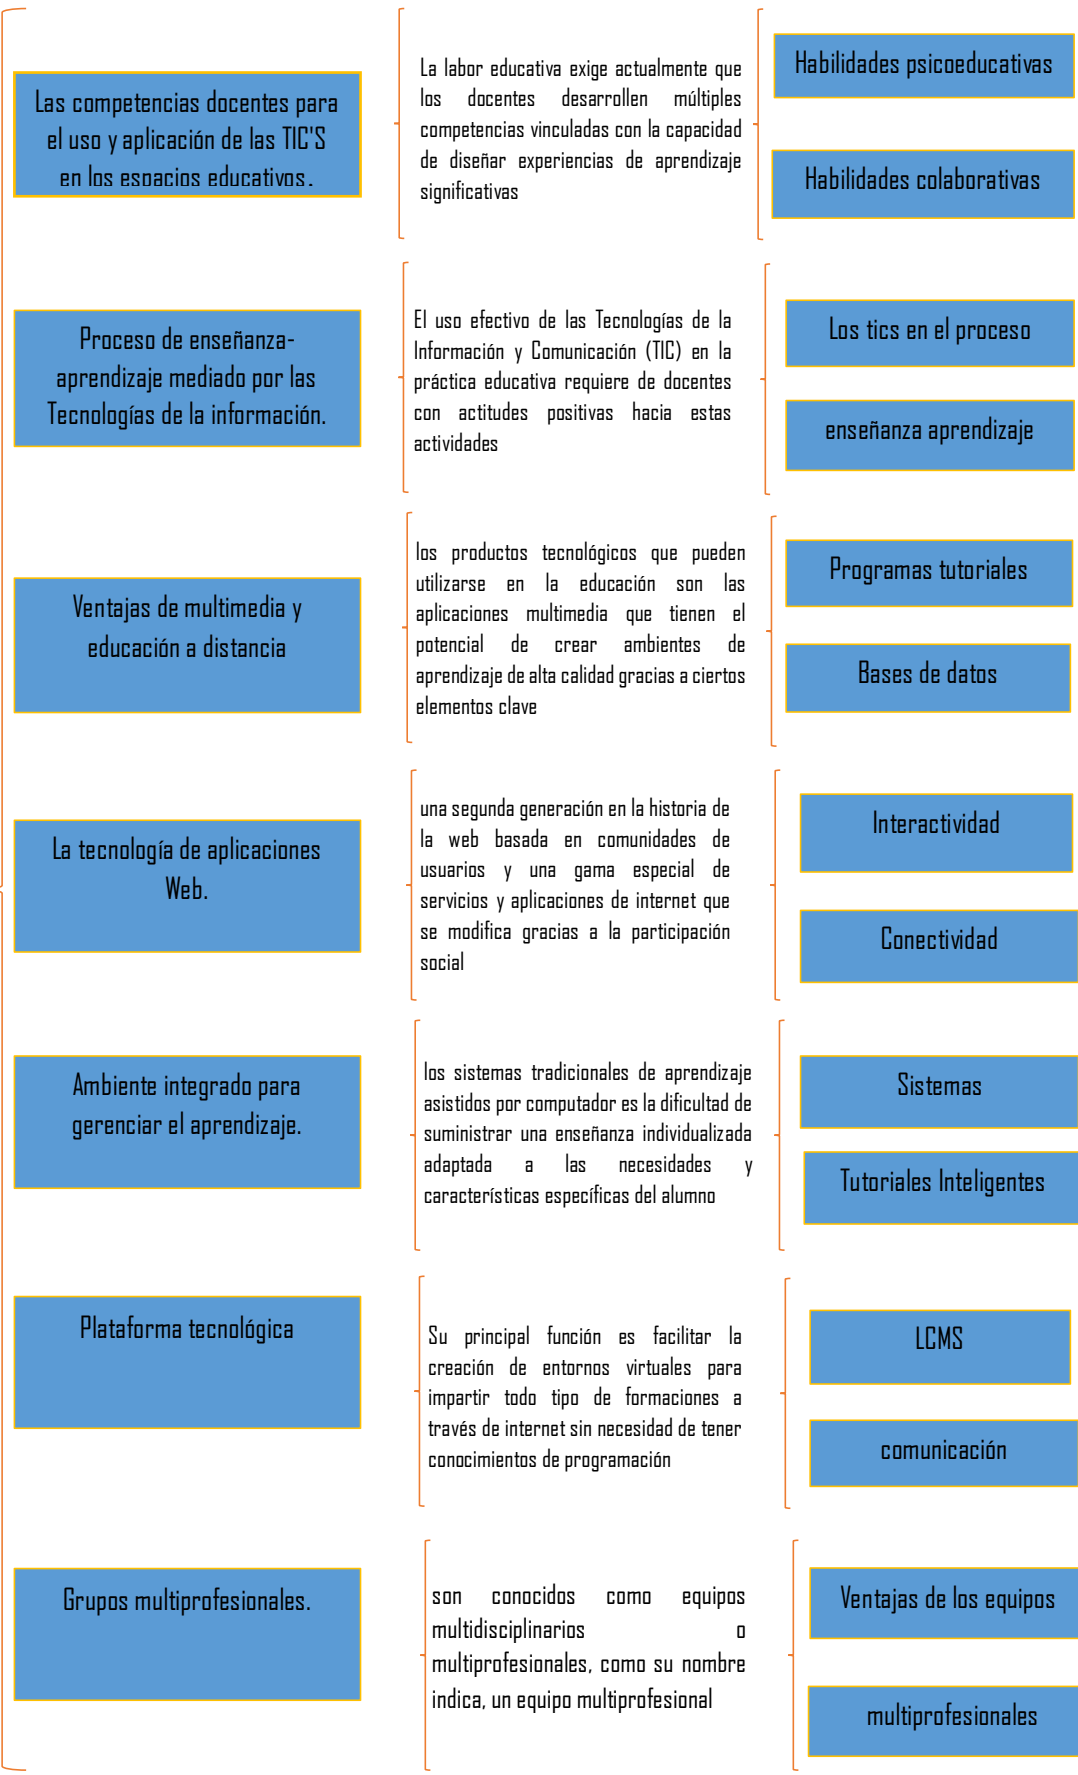 Las competencias docentes para
el uso y aplicación de las TIC'S
en los espacios educativos.
La labor educativa exige actualmente que
los docentes desarrollen múltiples
competencias vinculadas con la capacidad
de diseñar experiencias de aprendizaje
significativas
Habilidades psicoeducativas
Habilidades colaborativas
Proceso de enseñanza-
aprendizaje mediado por las
Tecnologías de la información.
El uso efectivo de las Tecnologías de la
Información y Comunicación (TIC) en la
práctica educativa requiere de docentes
con actitudes positivas hacia estas
actividades
Los tics en el proceso
enseñanza aprendizaje
Ventajas de multimedia y
educación a distancia
los productos tecnológicos que pueden
utilizarse en la educación son las
aplicaciones multimedia que tienen el
potencial de crear ambientes de
aprendizaje de alta calidad gracias a ciertos
elementos clave
Programas tutoriales
Bases de datos
La tecnología de aplicaciones
Web.
una segunda generación en la historia de
la web basada en comunidades de
usuarios y una gama especial de
servicios y aplicaciones de internet que
se modifica gracias a la participación
social
Interactividad
Conectividad
Ambiente integrado para
gerenciar el aprendizaje.
los sistemas tradicionales de aprendizaje
asistidos por computador es la dificultad de
suministrar una enseñanza individualizada
adaptada a las necesidades y
características específicas del alumno
Sistemas
Tutoriales Inteligentes
Plataforma tecnológica
Su principal función es facilitar la
creación de entornos virtuales para
impartir todo tipo de formaciones a
través de internet sin necesidad de tener
conocimientos de programación
LCMS
comunicación
Grupos multiprofesionales.
son conocidos como equipos
multidisciplinarios o
multiprofesionales, como su nombre
indica, un equipo multiprofesional
Ventajas de los equipos
multiprofesionales